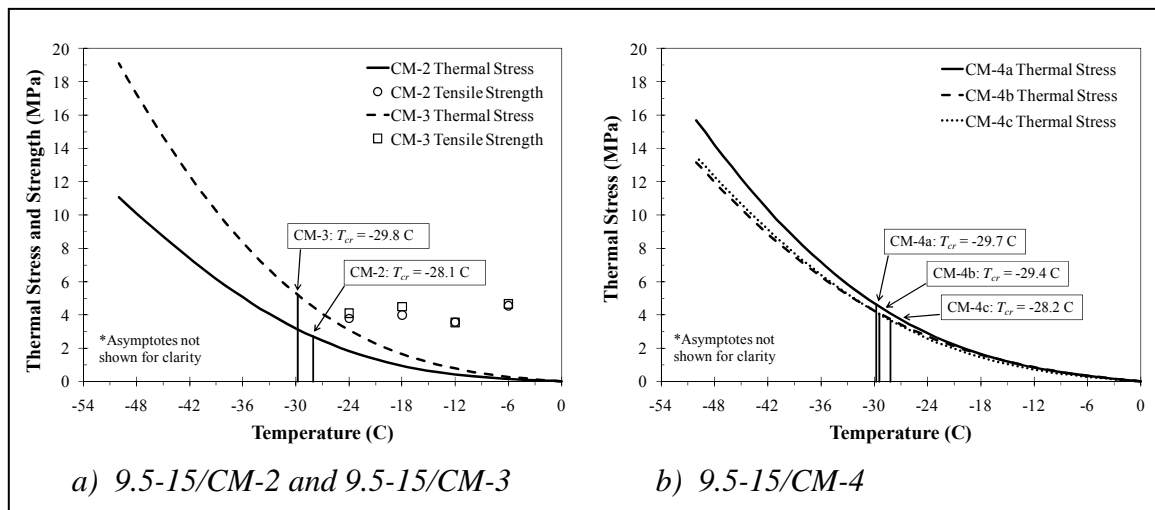 20
18
16
14
12
10
8
6
4
2
0
Thermal Stress and Strength (MPa)
CM-2 Thermal Stress
CM-2 Tensile Strength
CM-3 Thermal Stress
CM-3 Tensile Strength
CM-3: Tcr = -29.8 C
CM-2: Tcr = -28.1 C
*Asymptotes not
shown for clarity
-54 -48 -42 -36 -30 -24 -18 -12 -6 0
Temperature (C)
a) 9.5-15/CM-2 and 9.5-15/CM-3
20
18
16
14
12
10
8
6
4
2
0
Thermal Stress (MPa)
CM-4a Thermal Stress
CM-4b Thermal Stress
CM-4c Thermal Stress
CM-4a: Tcr = -29.7 C
CM-4b: Tcr = -29.4 C
CM-4c: Tcr = -28.2 C
*Asymptotes not
shown for clarity
-54 -48 -42 -36 -30 -24 -18 -12 -6 0
Temperature (C)
b) 9.5-15/CM-4